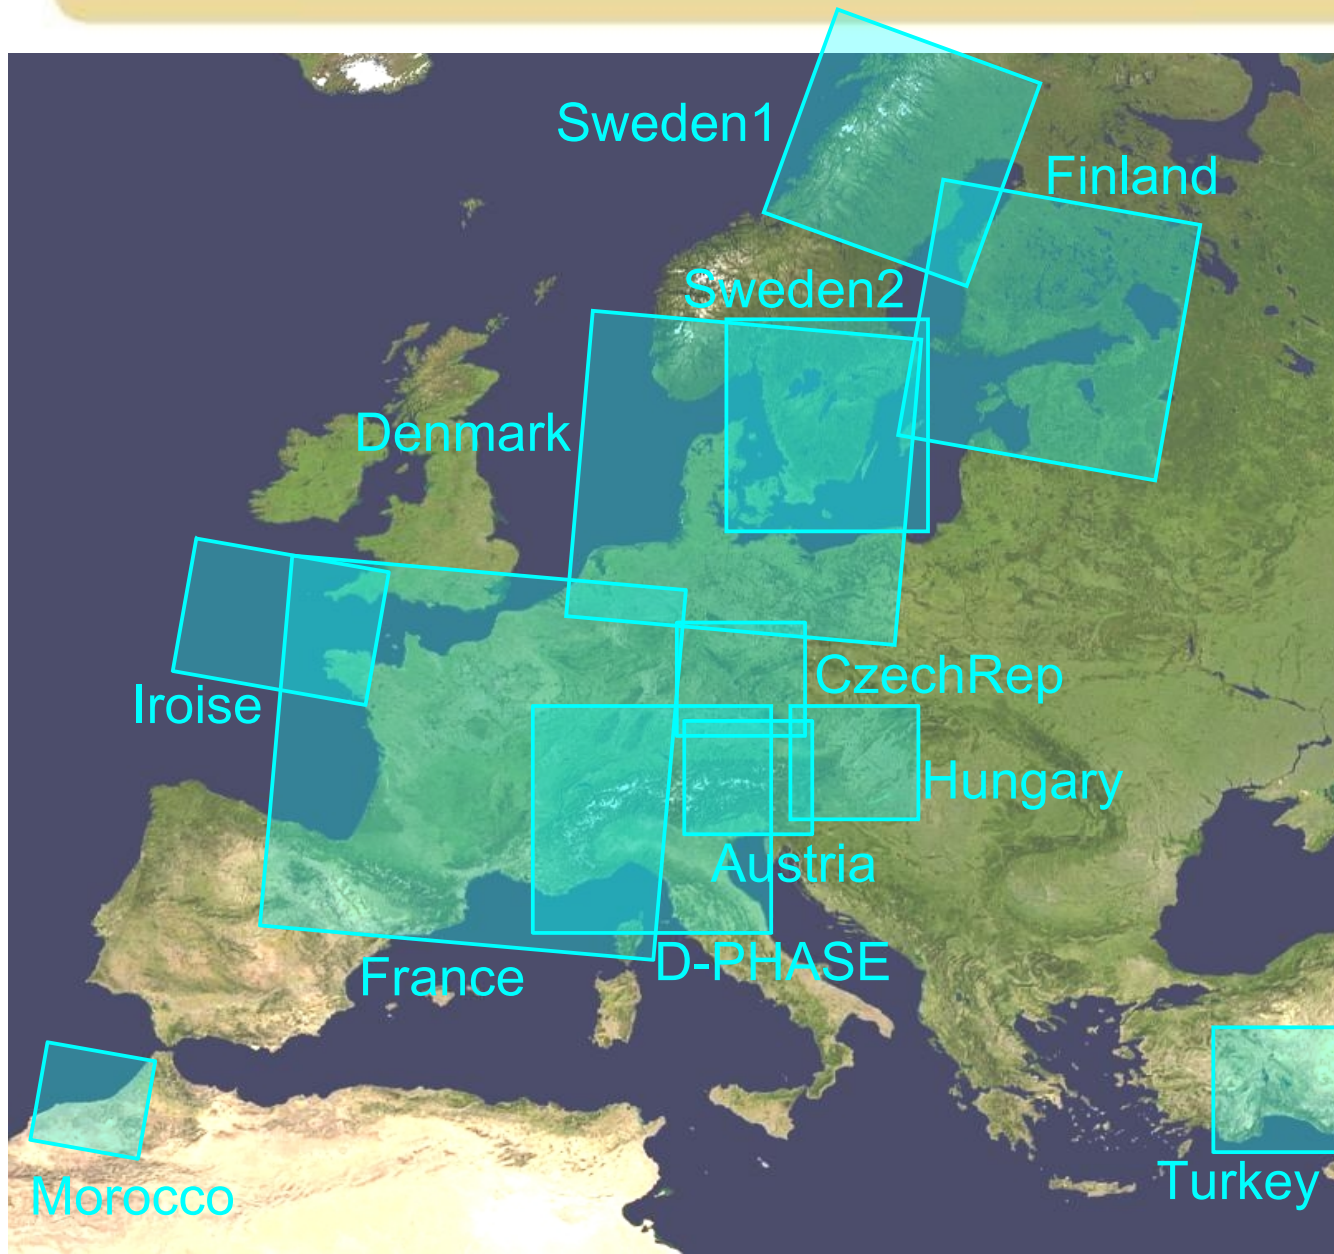 Sweden1
Finland
Sweden2
Denmark
CzechRep
Iroise
Hungary
Austria
D-PHASE
France
Turkey
Morocco